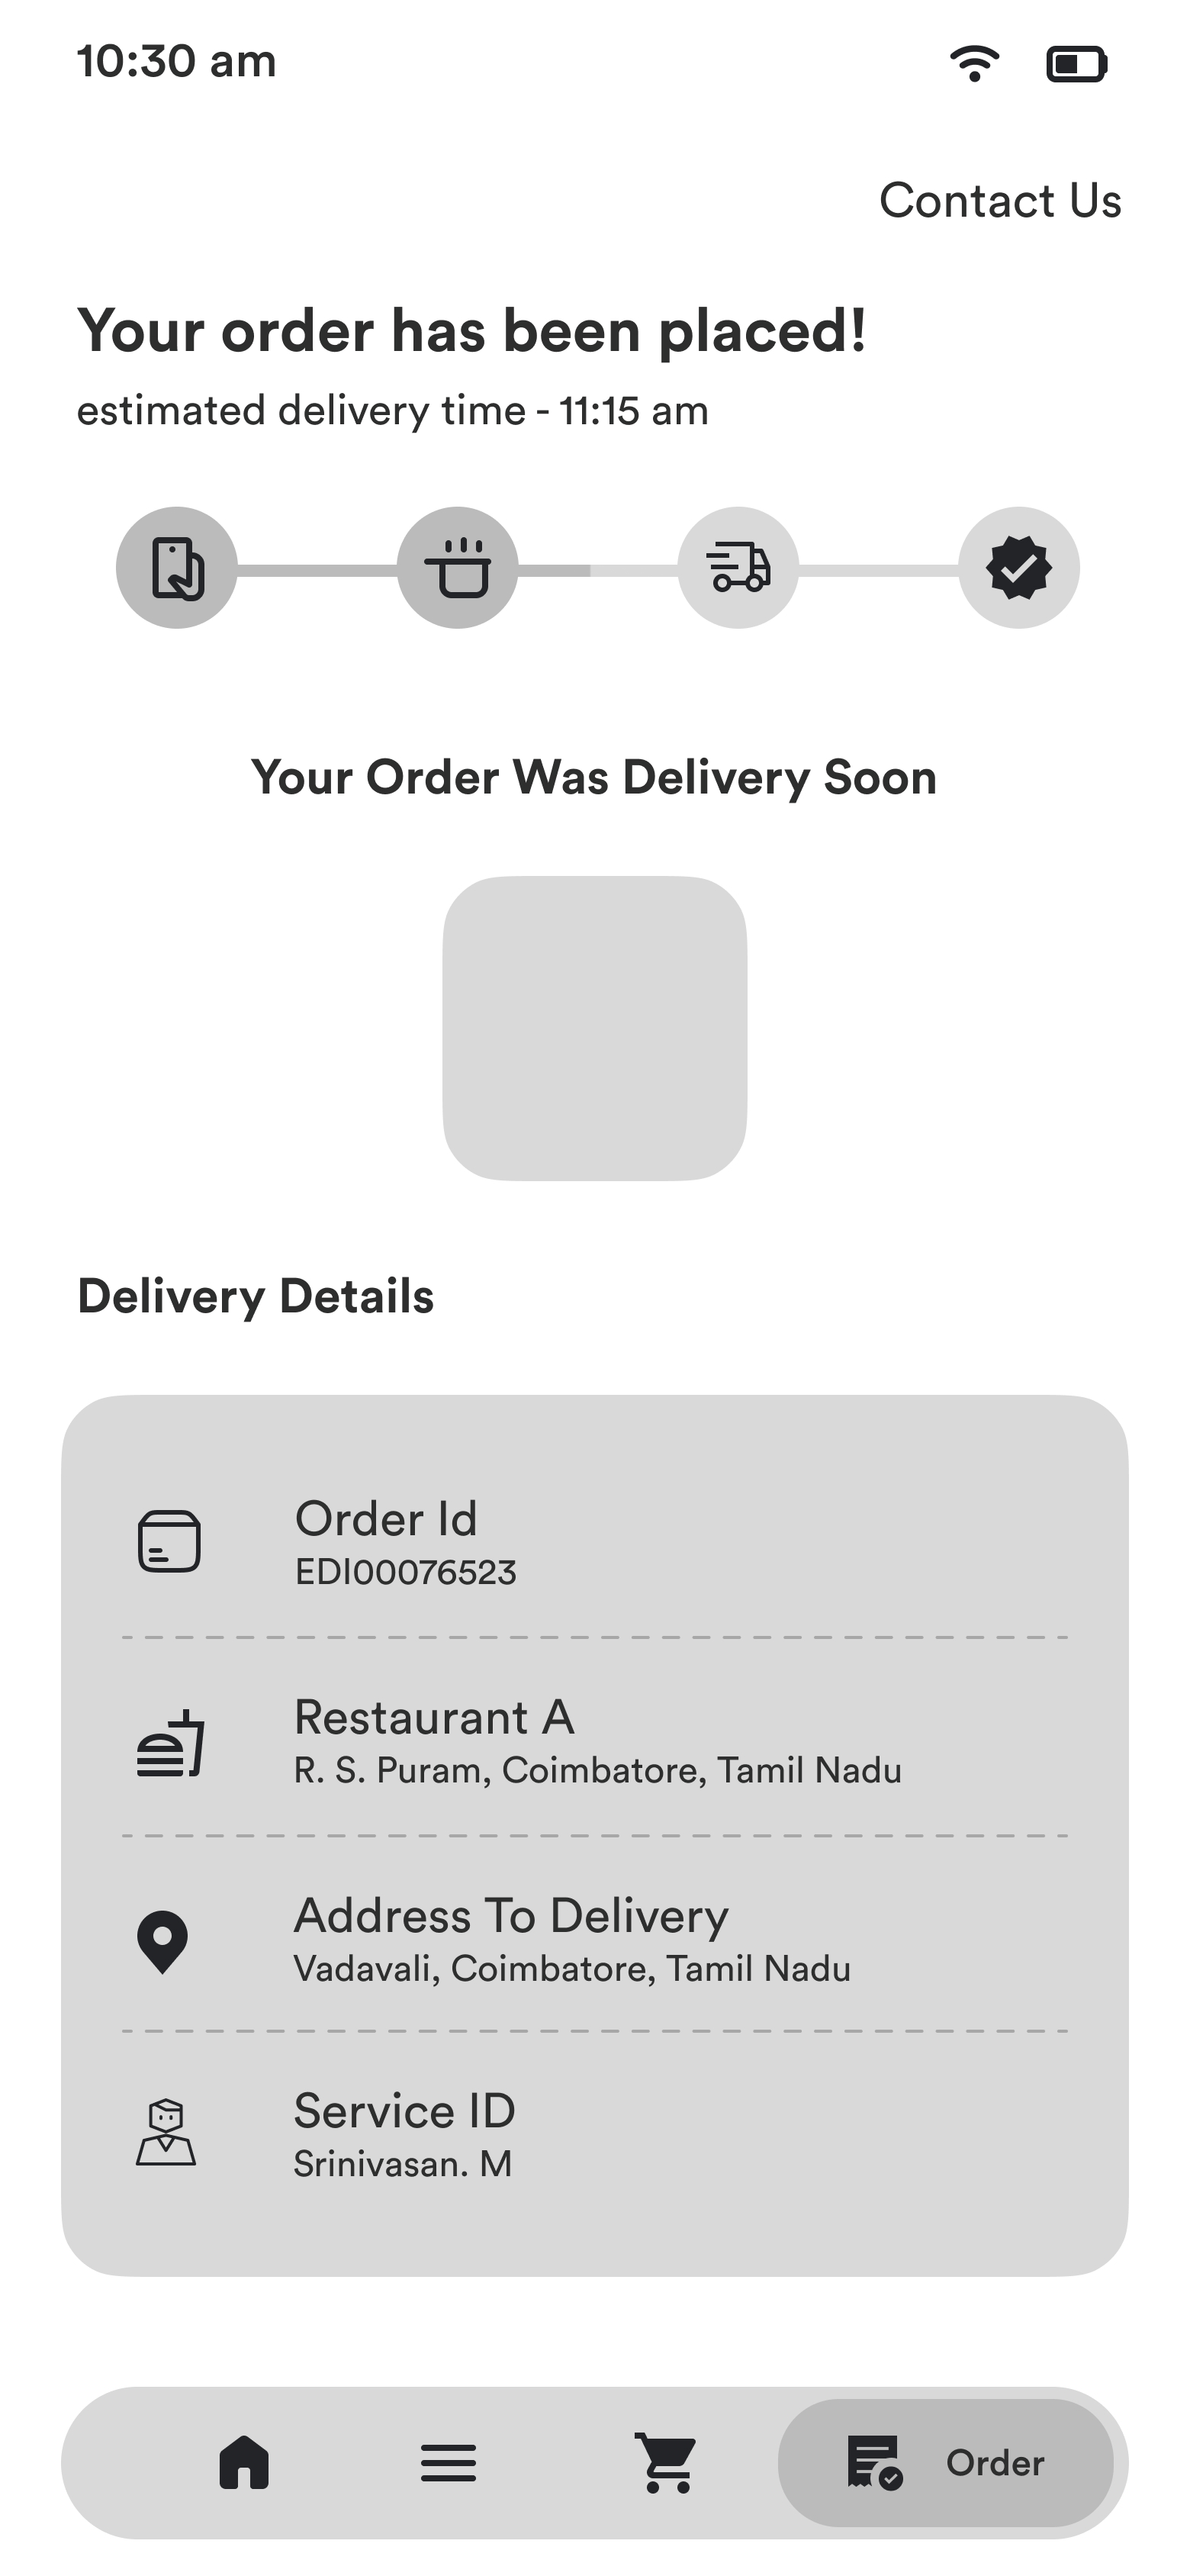 10:30 am
Contact Us
Your order has been placed!
estimated delivery time - 11:15 am
Your Order Was Delivery Soon
Delivery Details
Order Id
EDI00076523
Restaurant A
R. S. Puram, Coimbatore, Tamil Nadu
Address To Delivery
Vadavali, Coimbatore, Tamil Nadu
Service ID
Srinivasan. M
Order